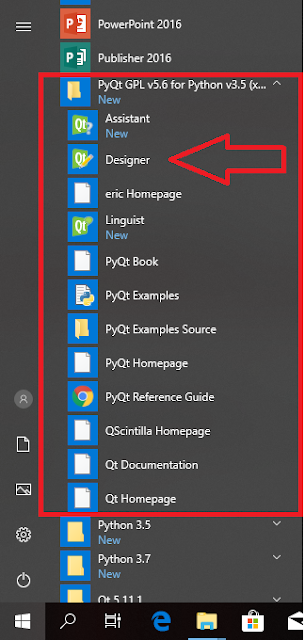 PowerPoint 2016
Publisher 2016
PyQt GPL v5.6 for Python v3.5 (x...
New
Assistant
New
Designer
eric Homepage
Linguist
New
PyQt Book
PyQt Examples
PyQt Examples Source
PyQt Homepage
PyQt Reference Guide
QScintilla Homepage
Qt Documentation
Qt Homepage
Python 3.5
New
Python 3.7
New
Qt 5.11.1